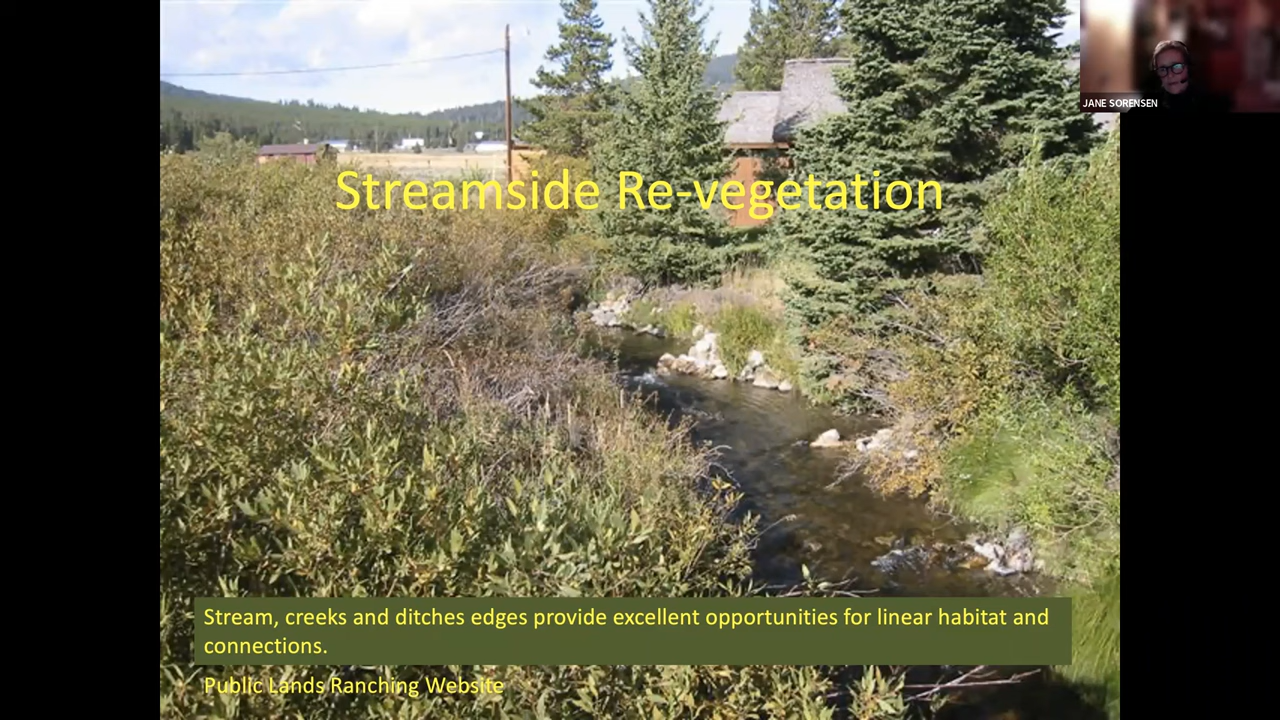 JANE SORENSEN
Streamside Re-vegetation
Stream, creeks and ditches edges provide excellent opportunities for linear habitat and
connections.
Public Lands Ranching Website